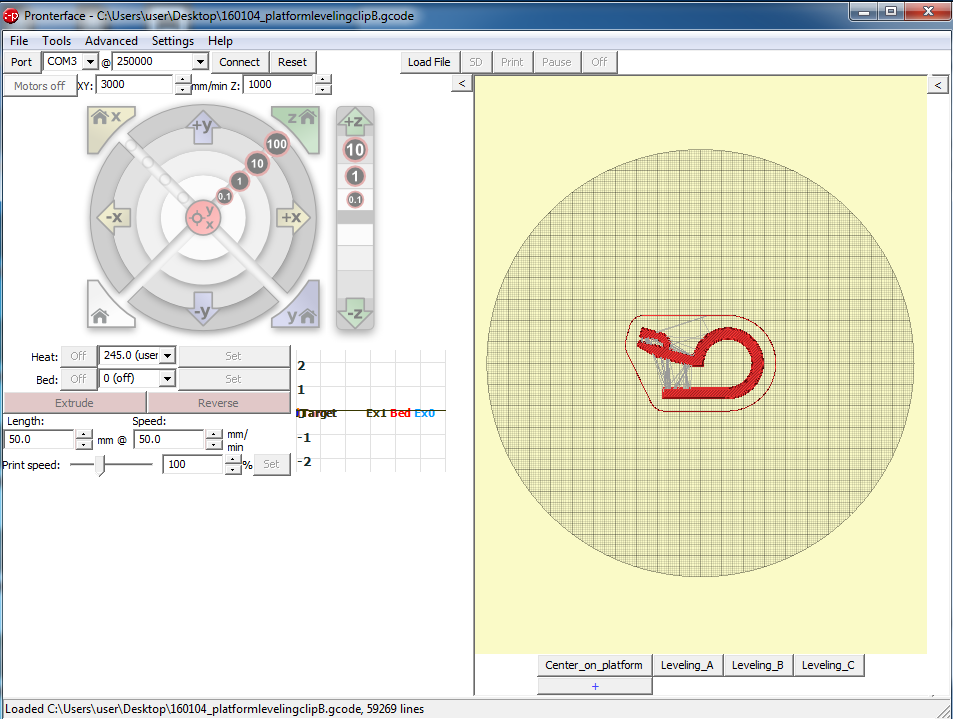 Pronterface - C:\Users\user\Desktop\160104_platformlevelingclipB.gcode
File Tools Advanced Settings Help
Port COM3 @ 250000 Connect Reset Load File SD Print Pause Off
Motors off XY: 3000 mm/min Z: 1000 < <
x +y z +z
100 10
10 1
1 0.1
0.1
-x y x +x
-y y -z
Heat: Off 245.0 (user Set
Bed: Off 0 (off) Set
Extrude Reverse
Length: Speed:
50.0 mm @ 50.0 mm/
min
Print speed: 100 % Set
2
1
0 Target Ex1 Bed Ex0
-1
-2
Center_on_platform Leveling_A Leveling_B Leveling_C
+
Loaded C:\Users\user\Desktop\160104_platformlevelingclipB.gcode, 59269 lines